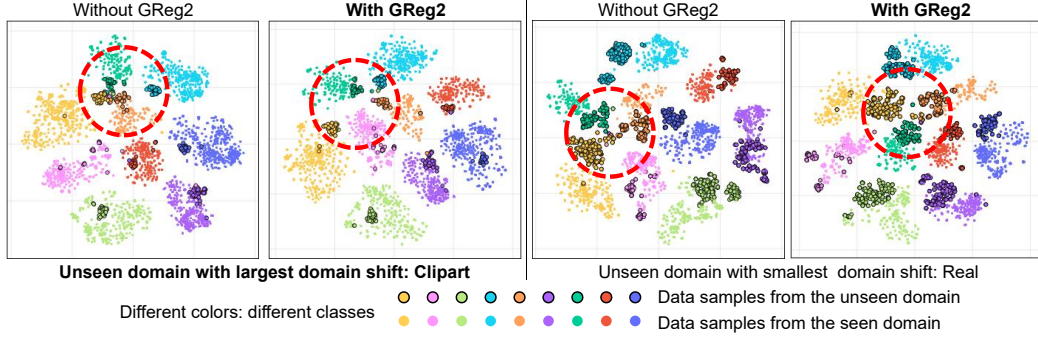 Without GReg2
With GReg2
Without GReg2
With GReg2
Unseen domain with largest domain shift: Clipart
Unseen domain with smallest domain shift: Real
Different colors: different classes
Data samples from the unseen domain
Data samples from the seen domain